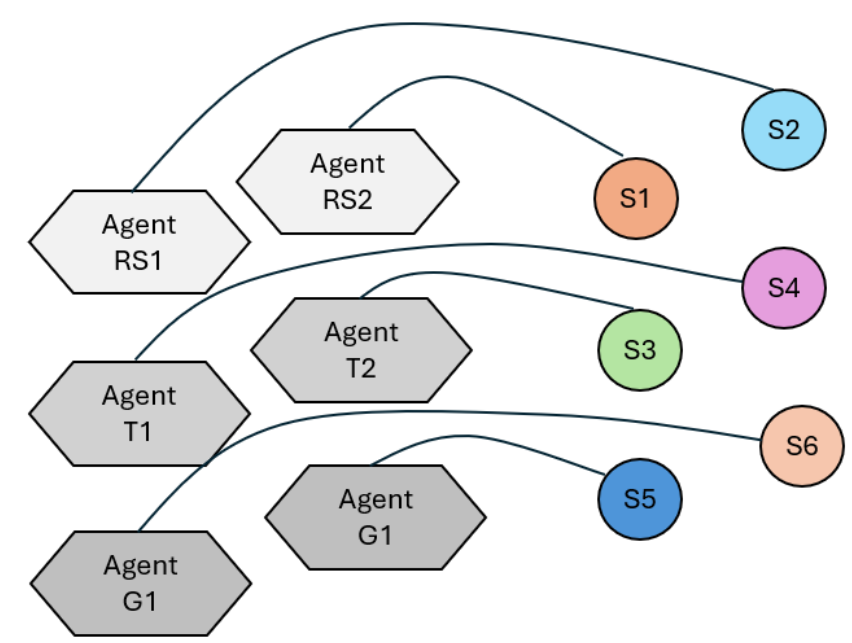 S2
Agent
RS2
S1
Agent
RS1
S4
Agent
T2
S3
Agent
T1
S6
Agent
G1
S5
Agent
G1